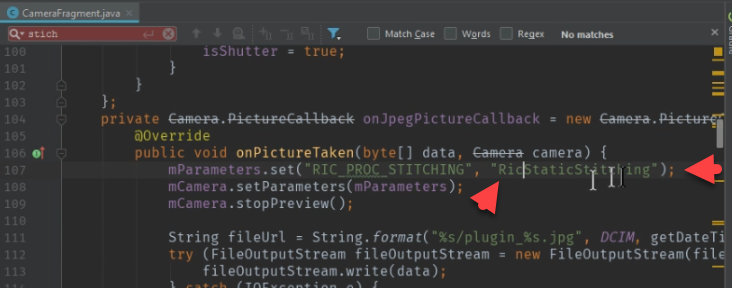 CameraFragment.java
stich Match Case Words Regex No matches
100 isShutter = true;
101 }
102 }
103 };
104 private Camera.PictureCallback onJpegPictureCallback = new Camera.Picture
105 @Override
106 public void onPictureTaken(byte[] data, Camera camera) {
107 mParameters.set("RIC_PROC_STITCHING", "RicStaticStitching");
108 mCamera.setParameters(mParameters);
109 mCamera.stopPreview();
110
111 String fileUrl = String.format("%s/plugin_%s.jpg", DCIM, getDateTi
112 try (FileOutputStream fileOutputStream = new FileOutputStream(file
113 fileOutputStream.write(data);
} catch (IOException e) {